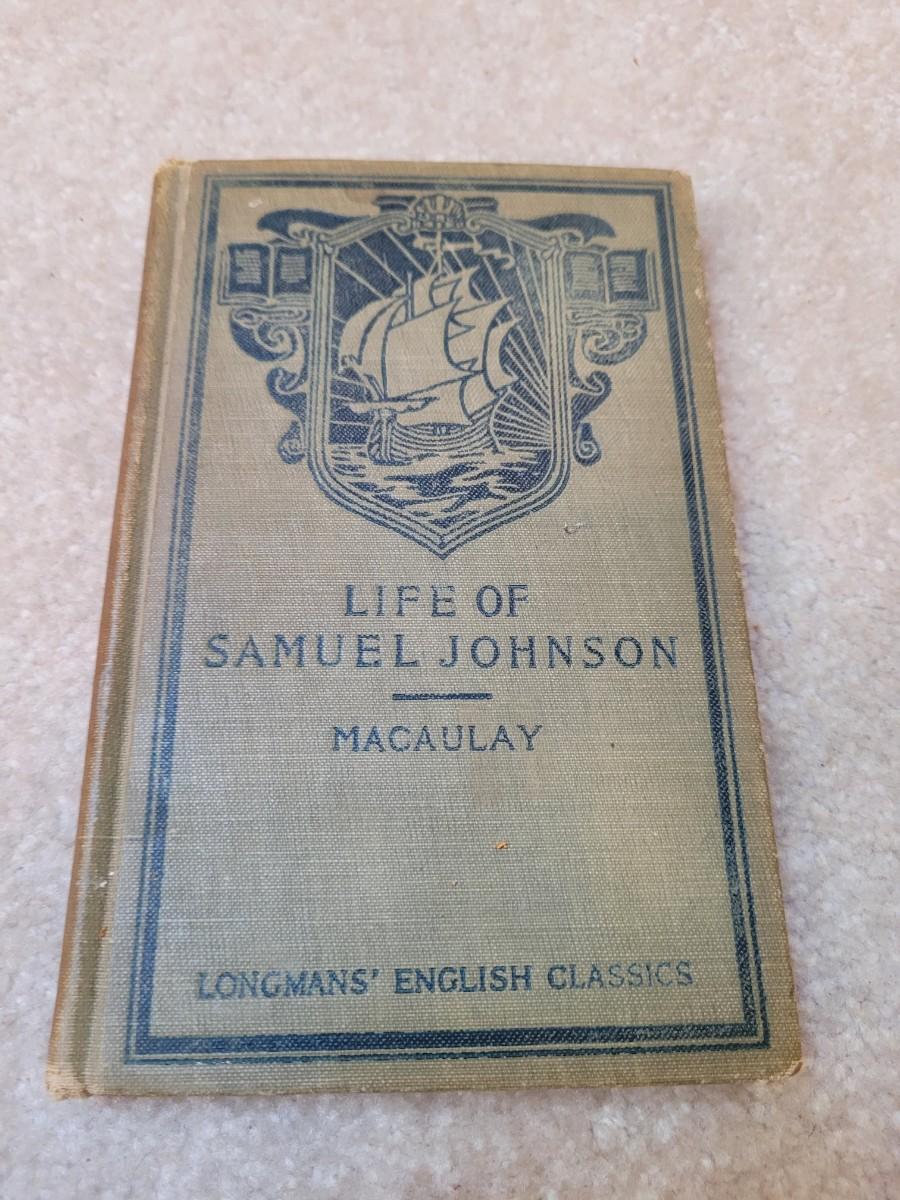 LIFE OF
SAMUEL JOHNSON
MACAULAY
LONGMANS' ENGLISH CLASSICS